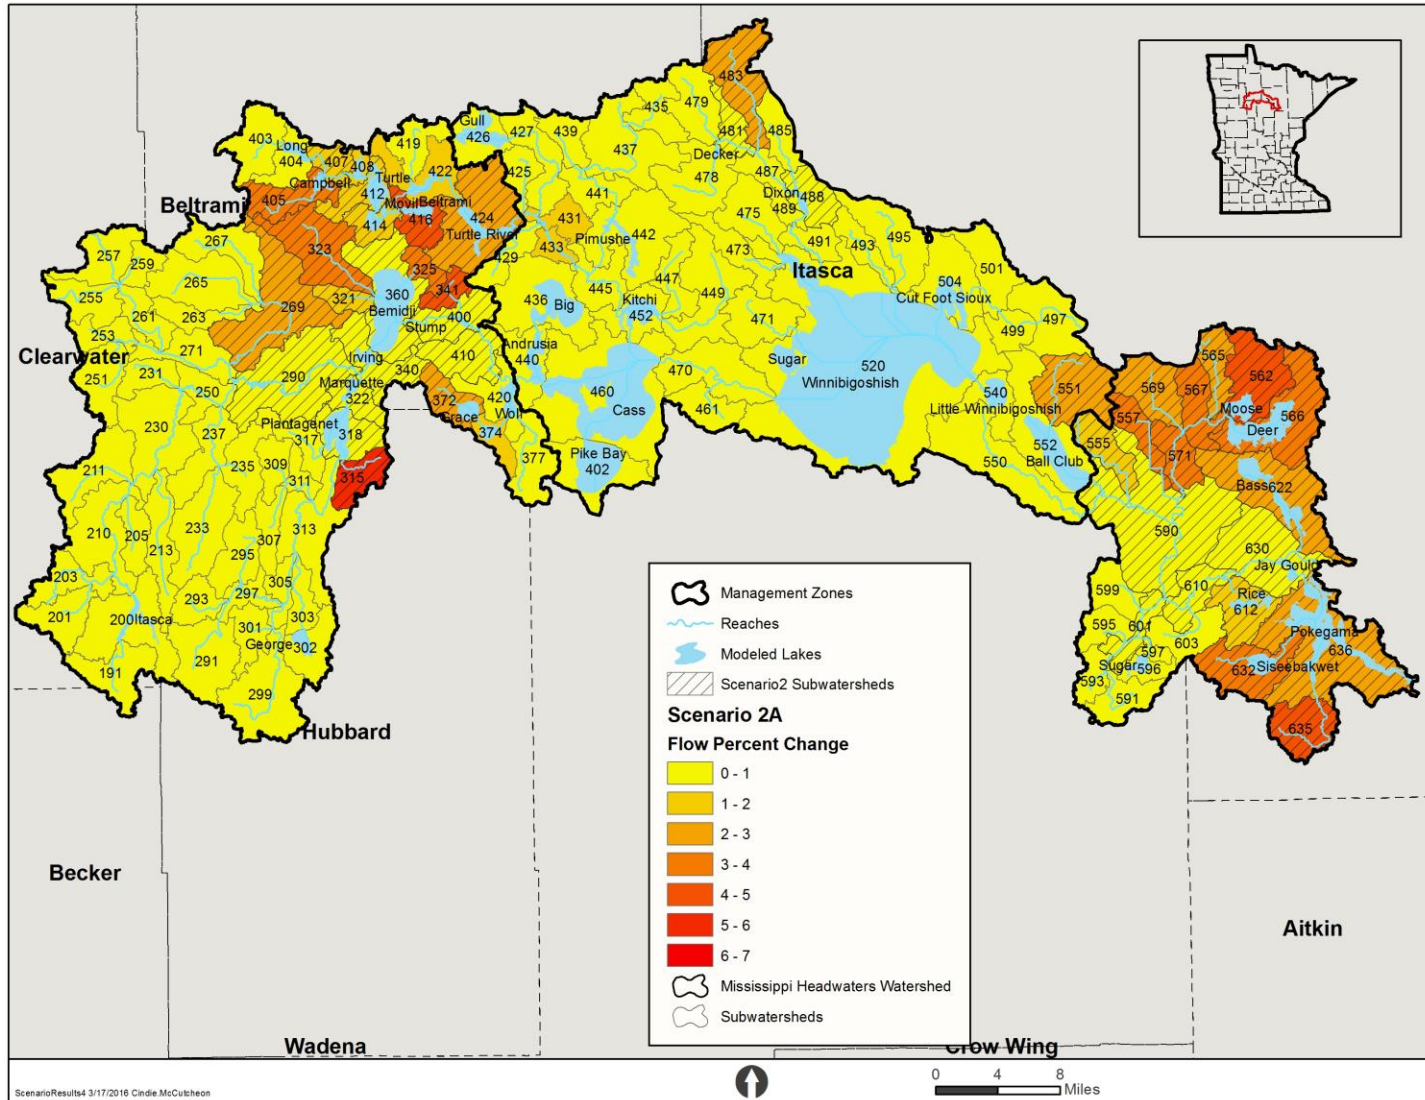 483
435
479
403
Long
Gull
426
427
439
419
481
485
404
407
408
437
Decker
Turtle
422
425
487
478
Campbell
412
441
Dixon
488
405
Movil
Beltrami
489
Beltrami
416
424
431
475
414
Turtle River
Pimushe
442
495
267
323
433
473
491
493
257
259
429
501
325
447
Itasca
265
341
445
449
504
255
360
436
Big
Kitchi
Cut Foot Sioux
321
Bemidji
452
497
261
263
269
400
471
499
253
Stump
271
Andrusia
565
Clearwater
Irving
410
440
Sugar
520
562
251
231
290
340
470
Winnibigoshish
551
569
567
Marquette
540
250
322
372
420
460
Little Winnibigoshish
Moose
566
230
Plantagenet
Grace
Wolf
Cass
461
557
Deer
237
317
318
374
552
555
571
211
235
309
377
Pike Bay
550
Ball Club
315
311
402
Bass
622
210
205
233
313
590
213
307
630
295
Jay Gould
203
305
610
599
Rice
293
297
303
612
201
200
Itasca
301
595
601
Pokegama
George
302
597
603
636
191
291
Sugar
596
632
Siseebakwet
299
593
591
Hubbard
635
Management Zones
Reaches
Modeled Lakes
Scenario2 Subwatersheds
Scenario 2A
Flow Percent Change
0 - 1
1 - 2
2 - 3
3 - 4
4 - 5
5 - 6
6 - 7
Mississippi Headwaters Watershed
Subwatersheds
Becker
Aitkin
Wadena
Crow Wing
ScenarioResults4 3/17/2016 Cindie.McCutcheon
0 4 8
Miles